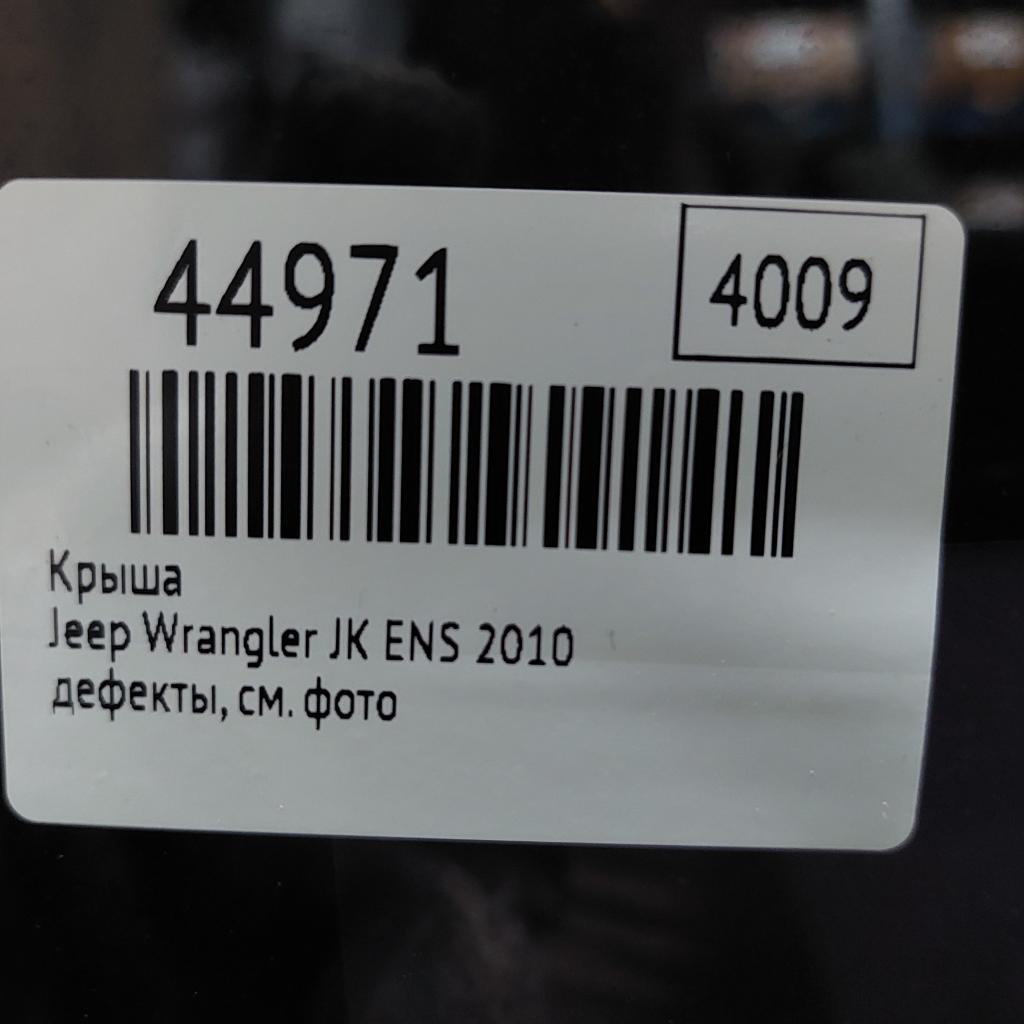 44971
4009
Крыша
Jeep Wrangler JK ENS 2010
дефекты, см. фото